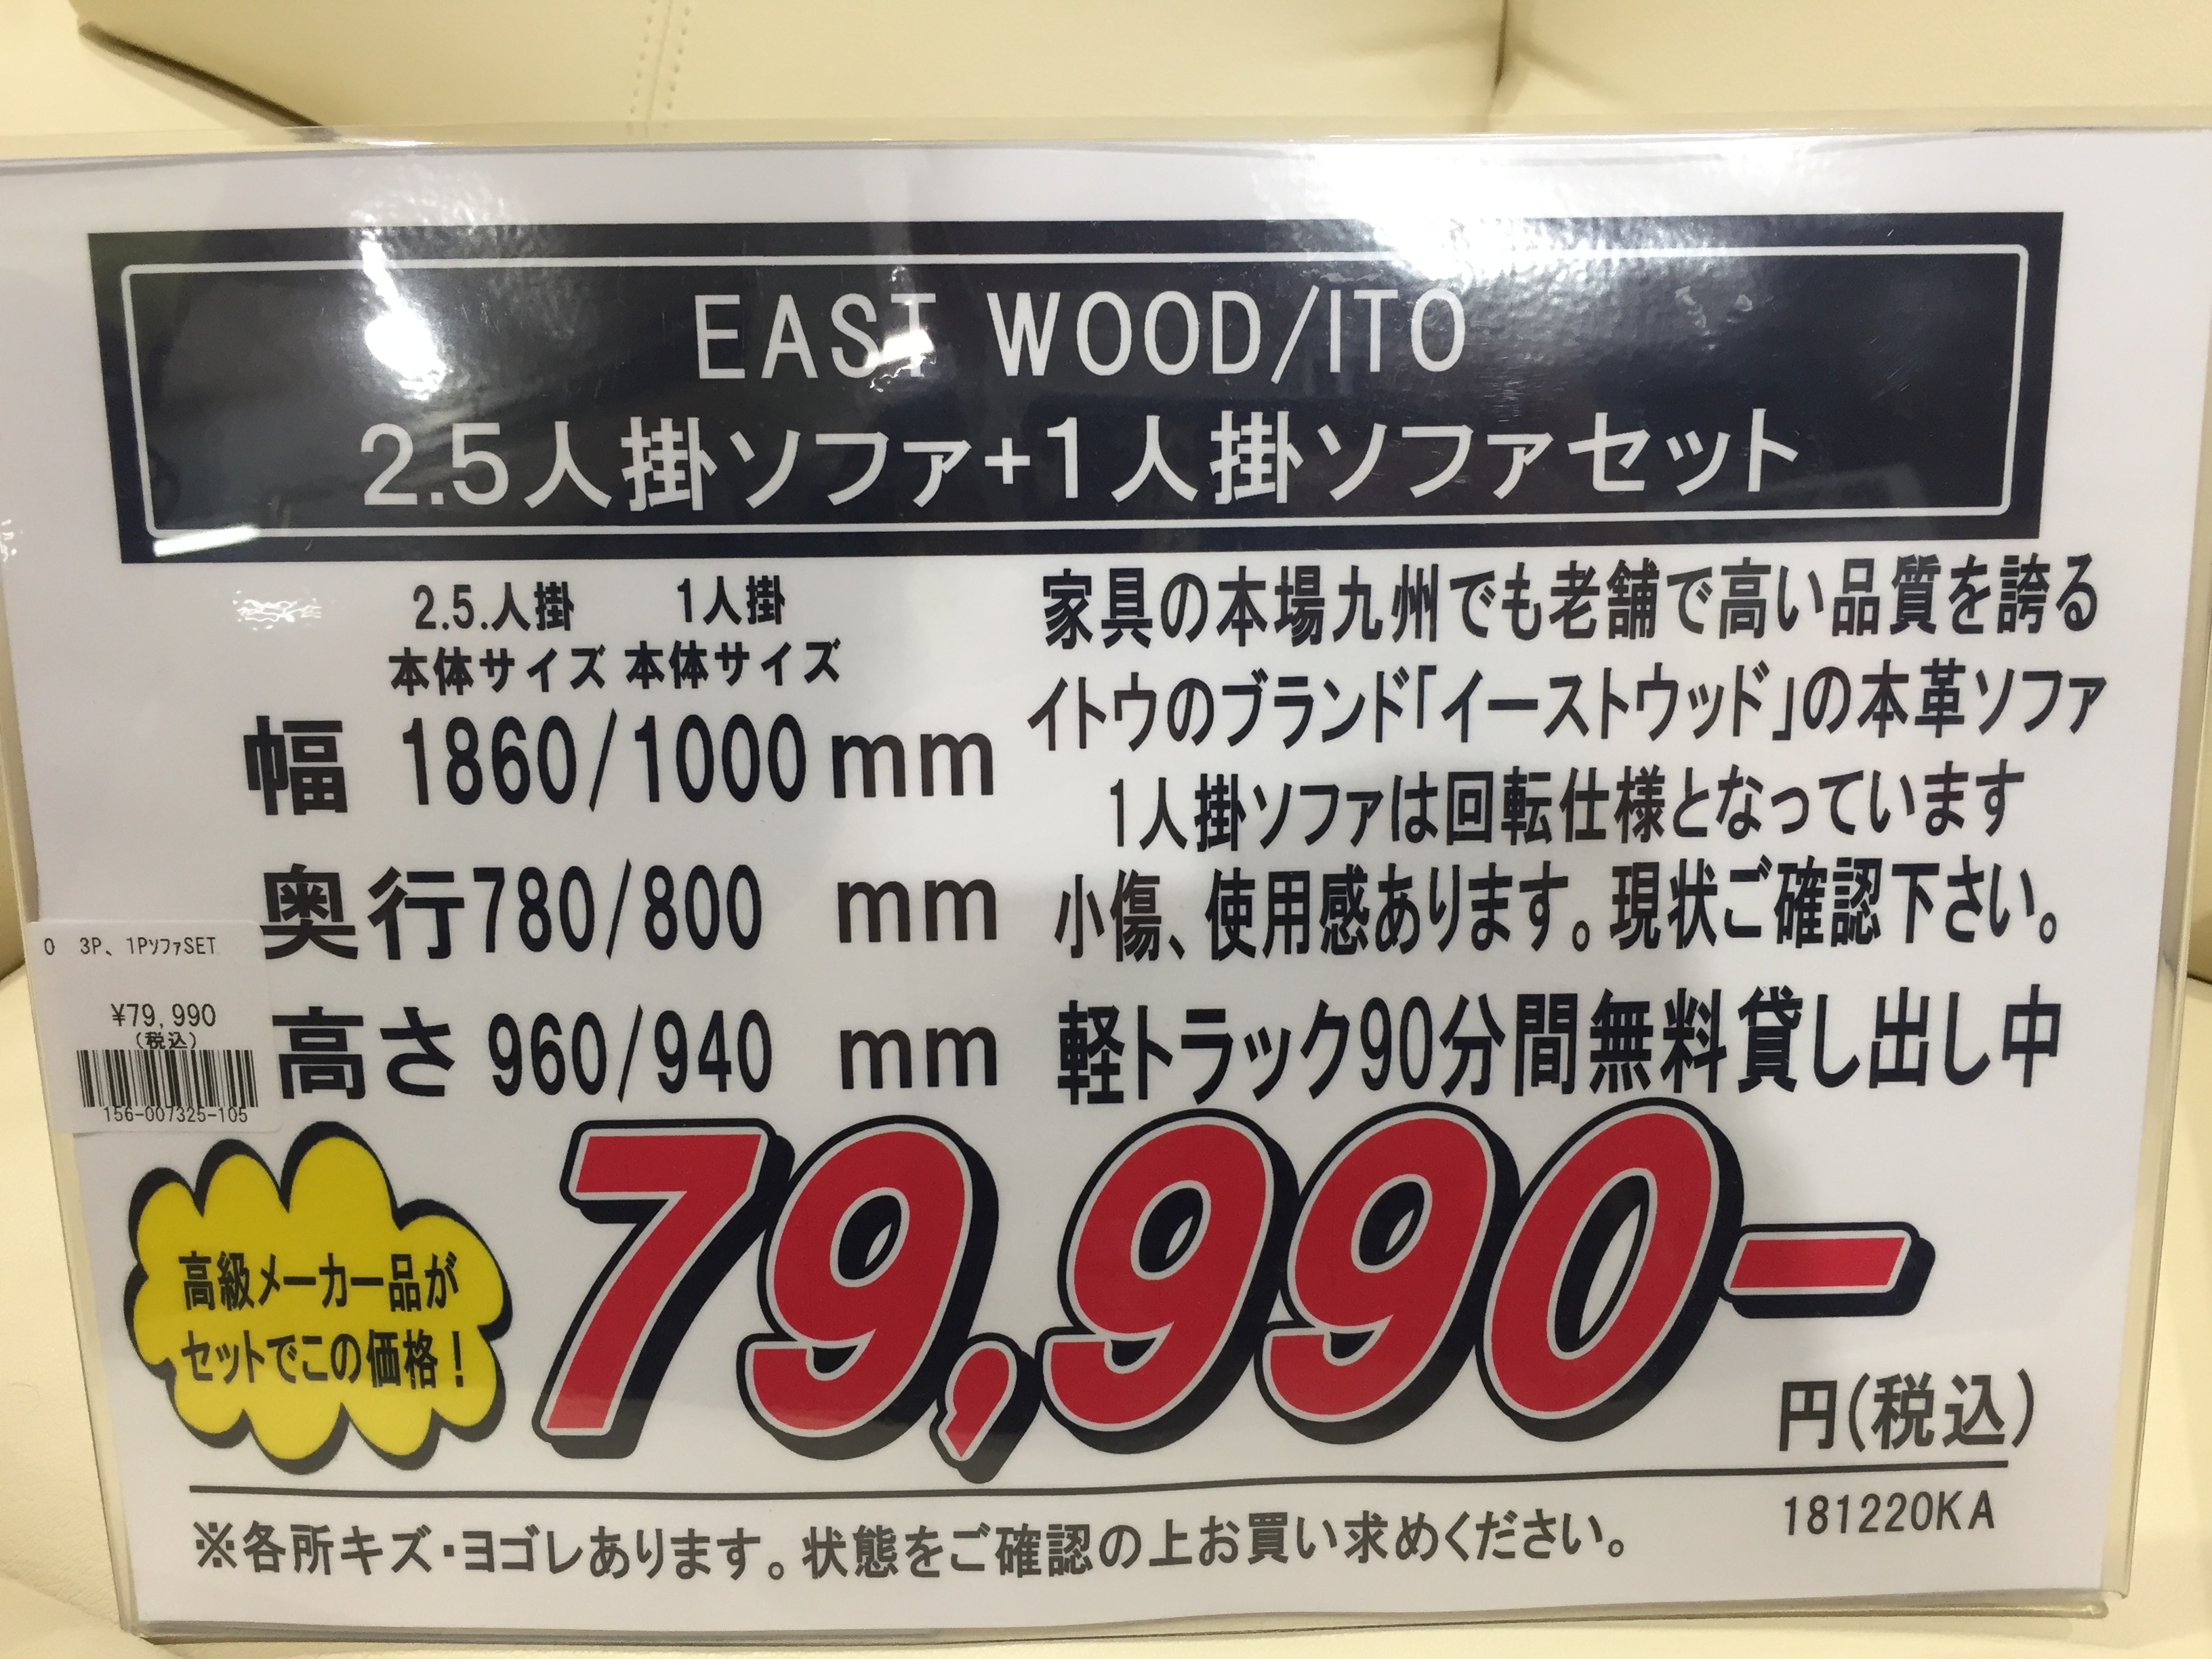 EAST WOOD/ITO
2.5人掛ソファ+1人掛ソファセット
2.5.人掛 1人掛
本体サイズ 本体サイズ
幅 1860/1000mm
奥行780/800 mm
高さ 960/940 mm
家具の本場九州でも老舗で高い品質を誇る
イトウのブランド「イーストウッド」の本革ソファ
1人掛ソファは回転仕様となっています
小傷、使用感あります。現状ご確認下さい。
軽トラック90分間無料貸し出し中
0 3P、1PソファSET
¥79,990
(税込)
156-007325-105
高級メーカー品が
セットでこの価格!
79,990-
円(税込)
181220KA
※各所キズ・ヨゴレあります。状態をご確認の上お買い求めください。